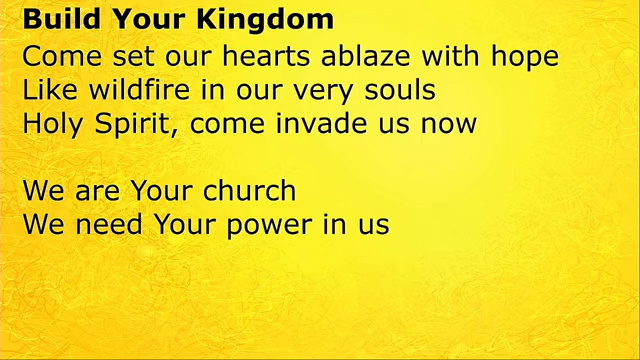 Build Your Kingdom
Come set our hearts ablaze with hope
Like wildfire in our very souls
Holy Spirit, come invade us now
We are Your church
We need Your power in us